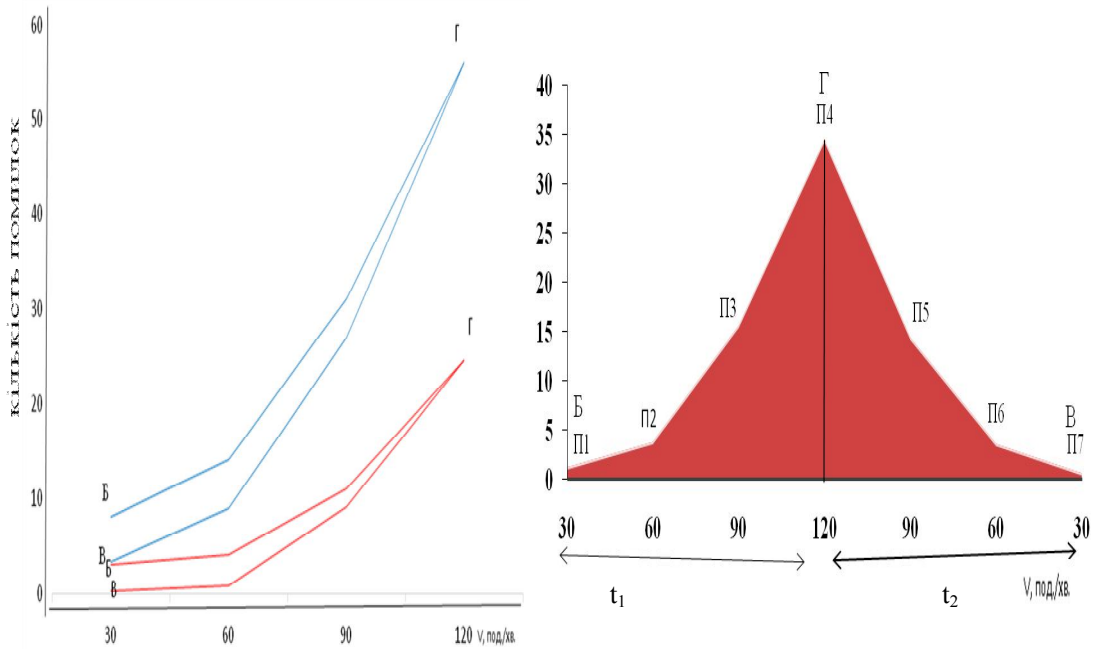 КІЛЬКІСТЬ ПОМИЛОК
60
50
40
30
20
10
0
Г
Г
Б
В
Б
В
30 60 90 120 V, под./хв.
40
35
30
25
20
15
10
5
0
Г
П4
П3
П5
Б
П1
П2
П6
В
П7
30 60 90 120 90 60 30
t1 t2 V, под./хв.